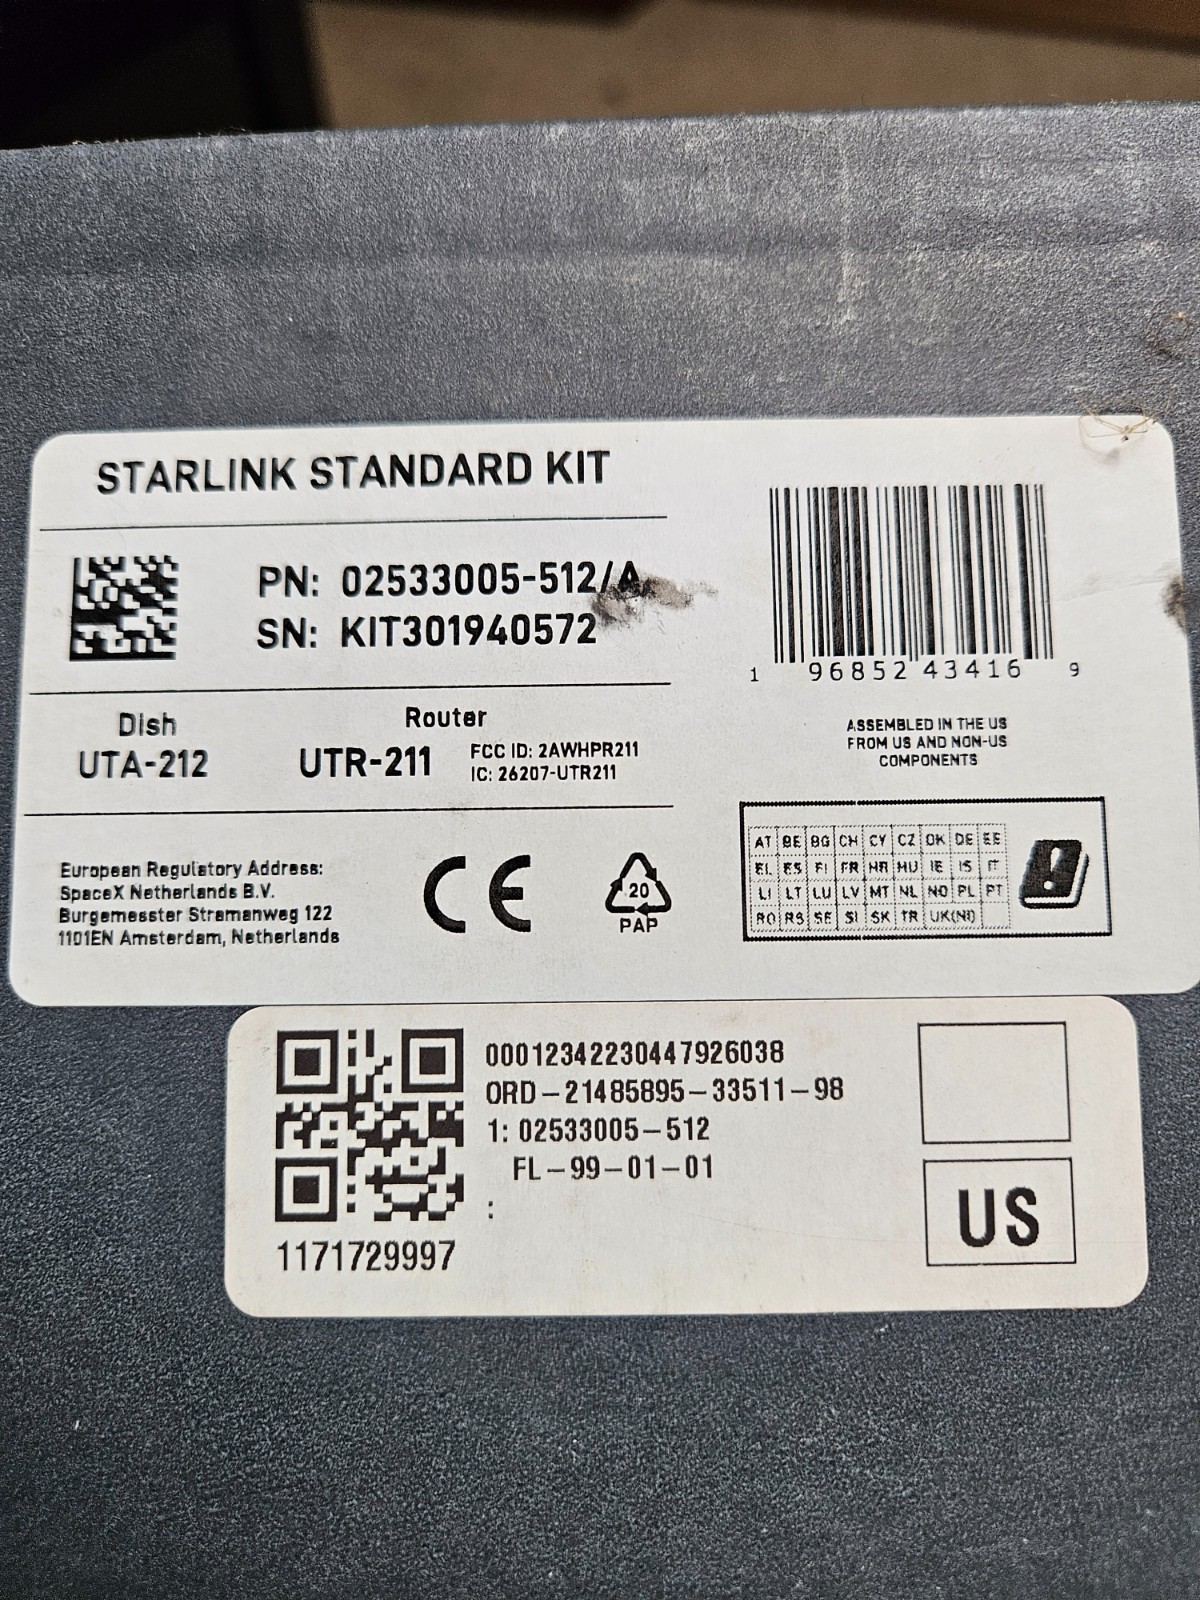 STARLINK STANDARD KIT
PN: 02533005-512/A
SN: KIT301940572
Dish
UTA-212
Router
UTR-211
FCC ID: 2AWHPR211
IC: 26207-UTR211
European Regulatory Address:
SpaceX Netherlands B.V.
Burgemesster Stramanweg 122
1101EN Amsterdam, Netherlands
CE
20
PAP
1 96852 43416 9
ASSEMBLED IN THE US
FROM US AND NON-US
COMPONENTS
AT BE BG CH CY CZ DK DE EE
EL ES FI FR HR HU IE IS IT
LI LT LU LV MT NL NO PL PT
RO RS SE SI SK TR UK(NI)
00012342230447926038
ORD-21485895-33511-98
1: 02533005-512
FL-99-01-01
:
1171729997
US